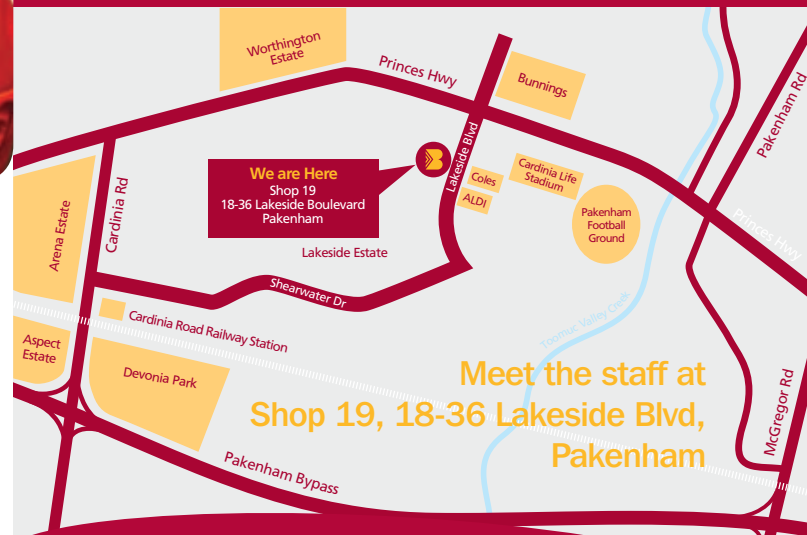 Worthington
Estate
Princes Hwy
Bunnings
Pakenham Rd
Lakeside Blvd
We are Here
Shop 19
18-36 Lakeside Boulevard
Pakenham
Coles
ALDI
Cardinia Life
Stadium
Pakenham
Football
Ground
Princes Hwy
Arena Estate
Cardinia Rd
Lakeside Estate
Shearwater Dr
Toomuc Valley Creek
Cardinia Road Railway Station
Aspect
Estate
Devonia Park
Meet the staff at
Shop 19, 18-36 Lakeside Blvd,
Pakenham
McGregor Rd
Pakenham Bypass